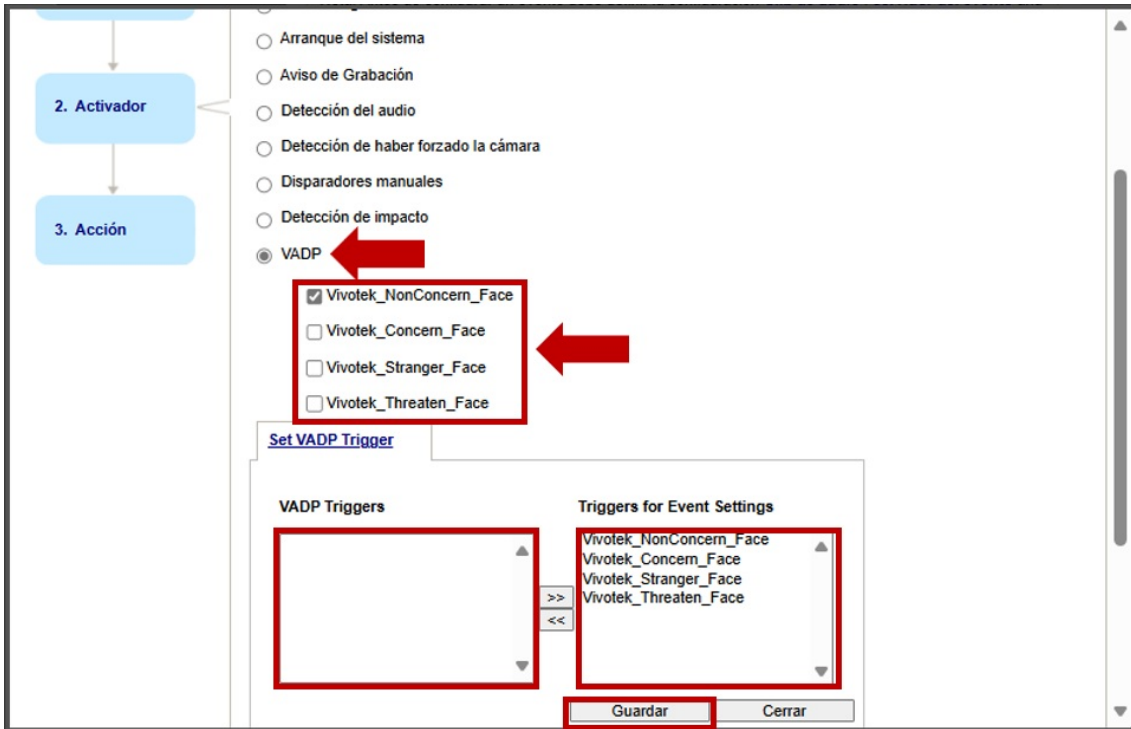 Arranque del sistema
Aviso de Grabación
2. Activador
Detección del audio
Detección de haber forzado la cámara
Disparadores manuales
3. Acción
Detección de impacto
VADP
Vivotek_NonConcern_Face
Vivotek_Concern_Face
Vivotek_Stranger_Face
Vivotek_Threaten_Face
Set VADP Trigger
VADP Triggers
Triggers for Event Settings
Vivotek_NonConcern_Face
Vivotek_Concern_Face
Vivotek_Stranger_Face
Vivotek_Threaten_Face
>>
<<
Guardar
Cerrar